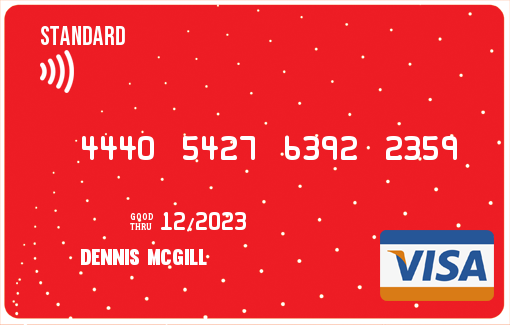 STANDARD
4440 5427 6392 2359
GOOD THRU 12/2023
DENNIS MCGILL
VISA